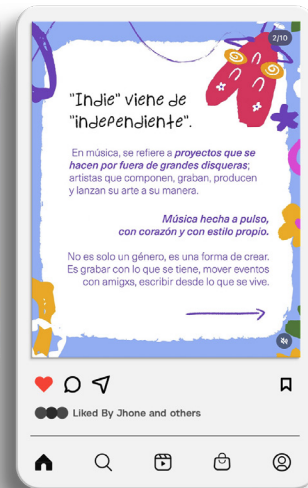 2/10
"Indie" viene de
"independiente".
En música, se refiere a proyectos que se
hacen por fuera de grandes disqueras;
artistas que componen, graban, producen
y lanzan su arte a su manera.
Música hecha a pulso,
con corazón y con estilo propio.
No es solo un género, es una forma de crear.
Es grabar con lo que se tiene, mover eventos
con amigxs, escribir desde lo que se vive.
Liked By Jhone and others